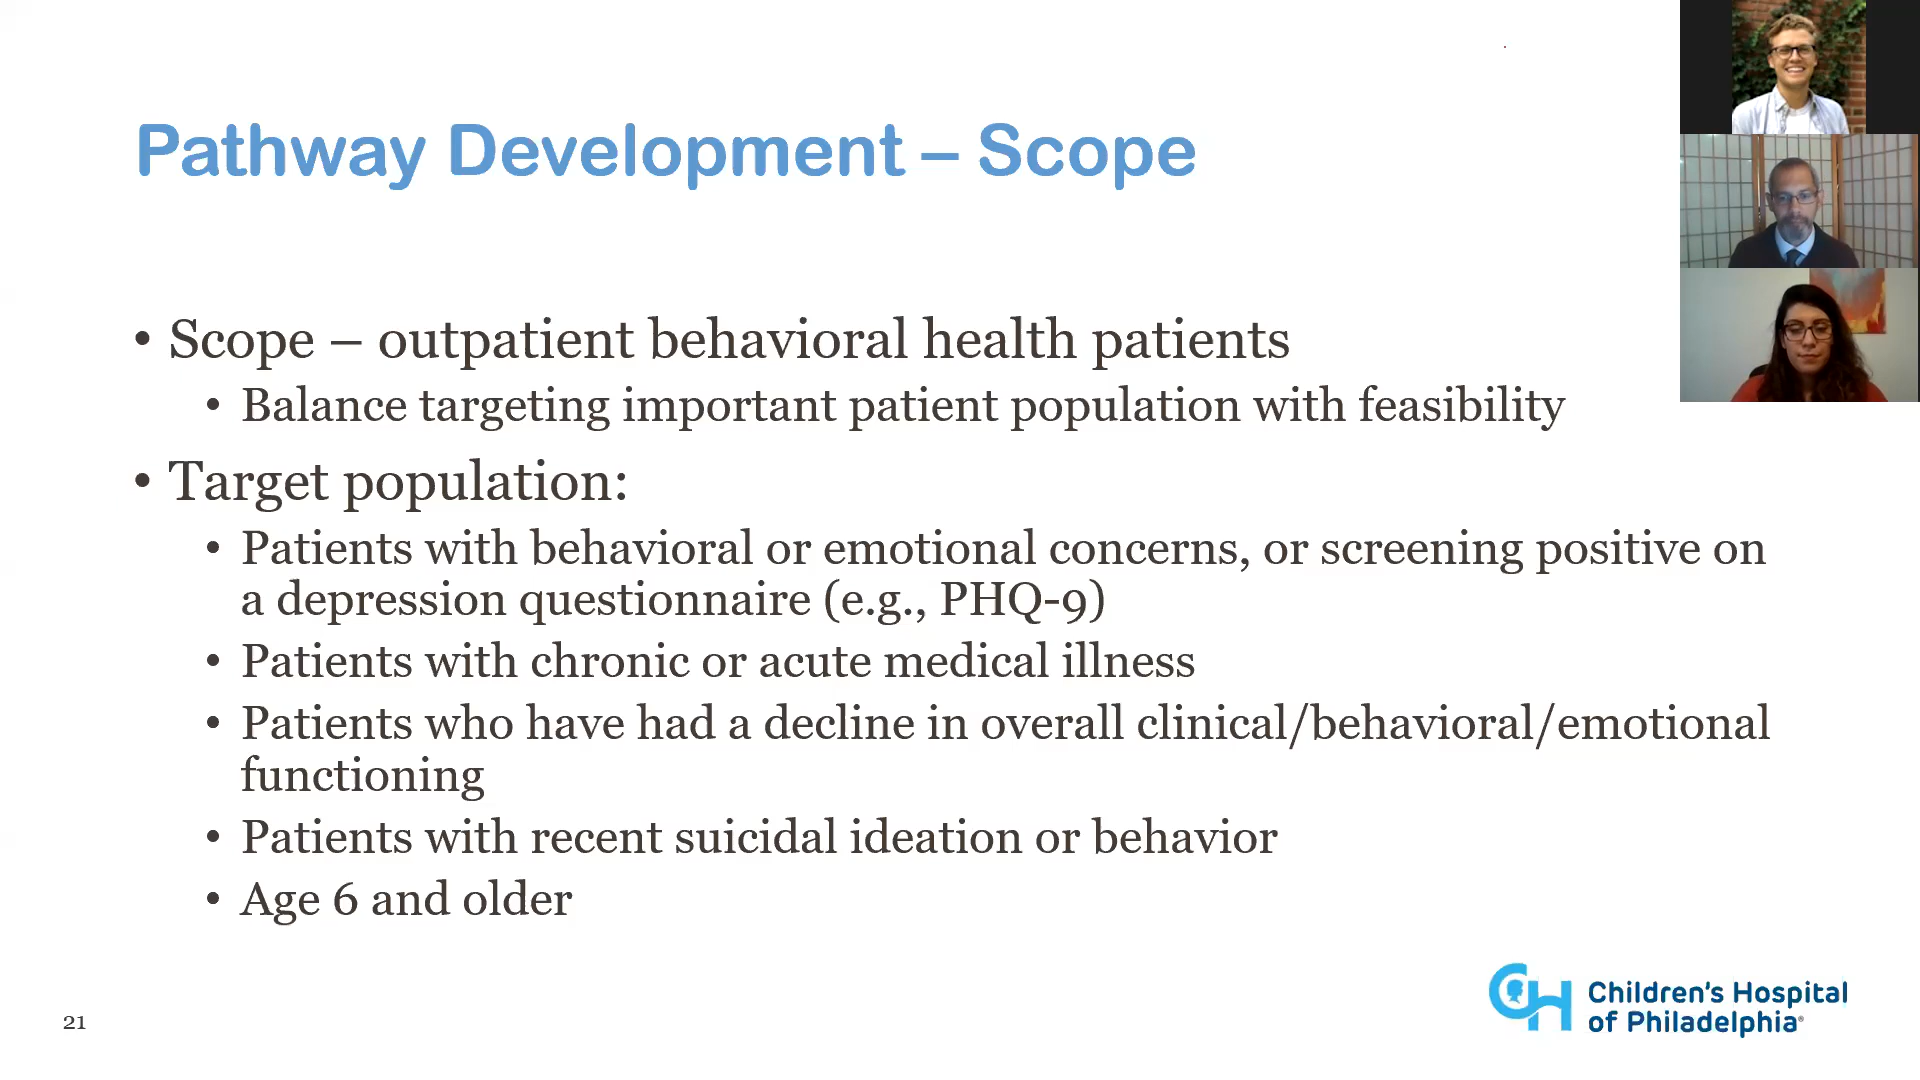 Pathway Development – Scope
• Scope – outpatient behavioral health patients
• Balance targeting important patient population with feasibility
• Target population:
• Patients with behavioral or emotional concerns, or screening positive on
a depression questionnaire (e.g., PHQ-9)
• Patients with chronic or acute medical illness
• Patients who have had a decline in overall clinical/behavioral/emotional
functioning
• Patients with recent suicidal ideation or behavior
• Age 6 and older
21
CH
Children's Hospital
of Philadelphia®